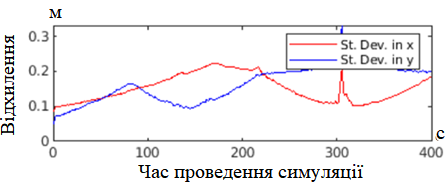 м
Відхилення
0.3
0.2
0.1
0
St. Dev. in x
St. Dev. in y
0 100 200 300 400
с
Час проведення симуляції